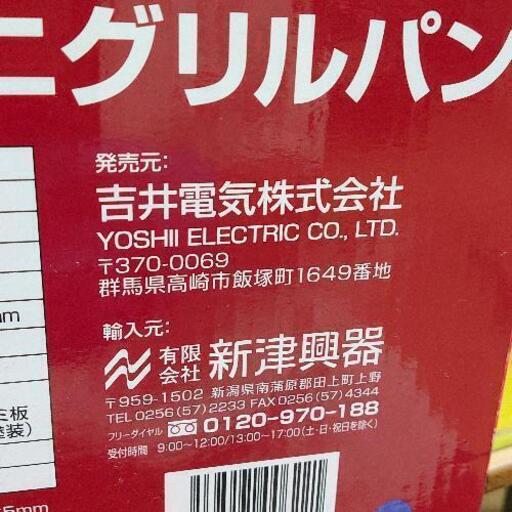 ニグリルパン
発売元:
吉井電気株式会社
YOSHII ELECTRIC CO., LTD.
〒370-0069
群馬県高崎市飯塚町1649番地
輸入元:
有限会社 新津興器
〒959-1502 新潟県南蒲原郡田上町上野
TEL 0256(57)2233 FAX 0256(57)4344
フリーダイヤル 0120-970-188
受付時間 9:00~12:00/13:00~17:00(土・日・祝日を除く)
ミ板
塗装)
5mm